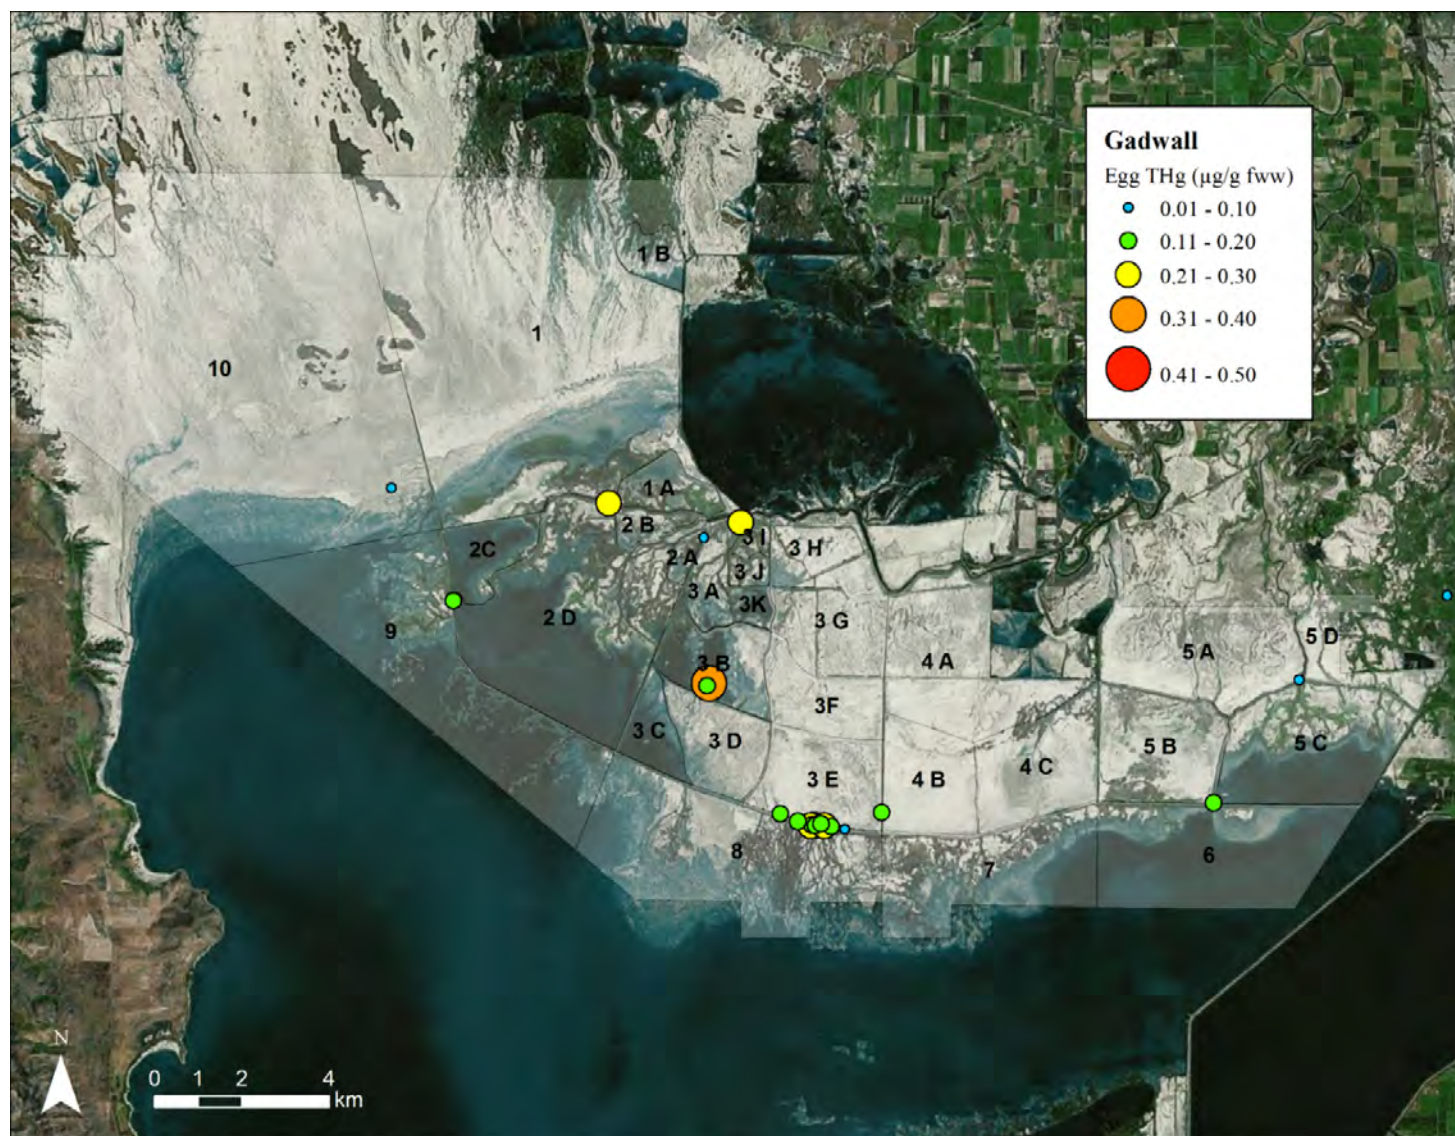 Gadwall
Egg THg (µg/g fww)
0.01 - 0.10
0.11 - 0.20
0.21 - 0.30
0.31 - 0.40
0.41 - 0.50
1 B
1
10
1 A
2 B
3 I
2C
2 A
3 H
3 J
3 A
3K
9
2 D
3 G
5 D
3 B
4 A
5 A
3F
3 C
3 D
5 B
5 C
3 E
4 B
4 C
8
6
7
N
0 1 2 4
km